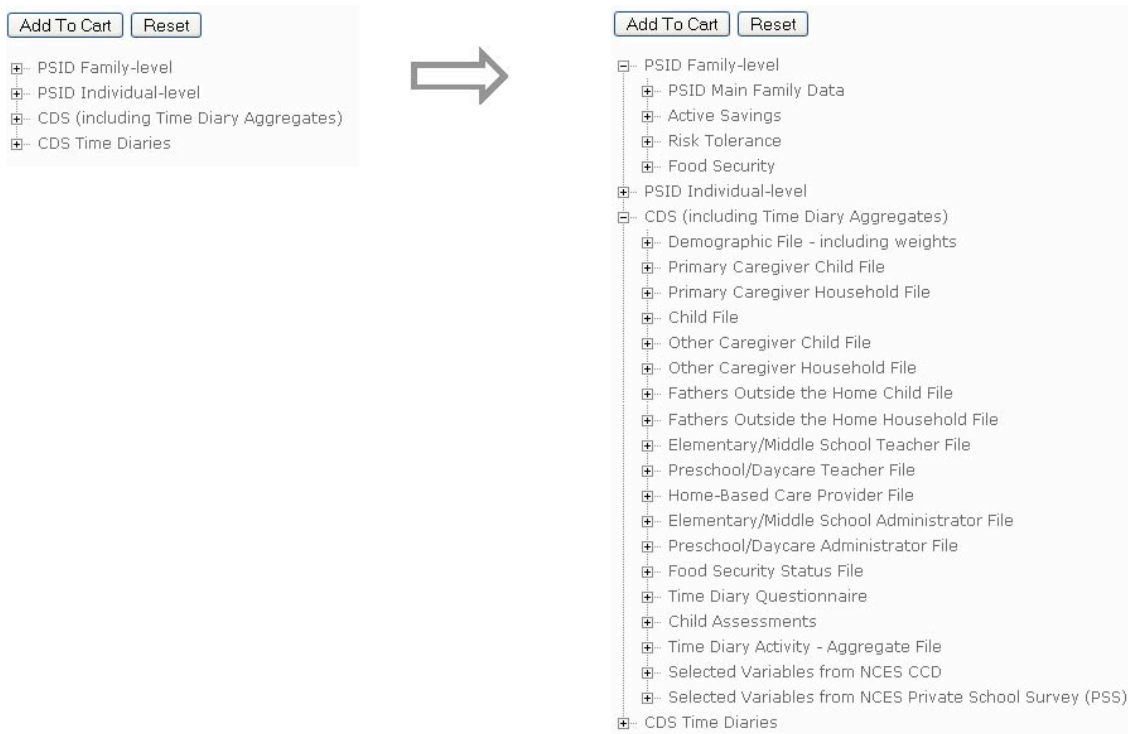 Add To Cart Reset
PSID Family-level
PSID Individual-level
CDS (including Time Diary Aggregates)
CDS Time Diaries
Add To Cart Reset
PSID Family-level
PSID Main Family Data
Active Savings
Risk Tolerance
Food Security
PSID Individual-level
CDS (including Time Diary Aggregates)
Demographic File - including weights
Primary Caregiver Child File
Primary Caregiver Household File
Child File
Other Caregiver Child File
Other Caregiver Household File
Fathers Outside the Home Child File
Fathers Outside the Home Household File
Elementary/Middle School Teacher File
Preschool/Daycare Teacher File
Home-Based Care Provider File
Elementary/Middle School Administrator File
Preschool/Daycare Administrator File
Food Security Status File
Time Diary Questionnaire
Child Assessments
Time Diary Activity - Aggregate File
Selected Variables from NCES CCD
Selected Variables from NCES Private School Survey (PSS)
CDS Time Diaries